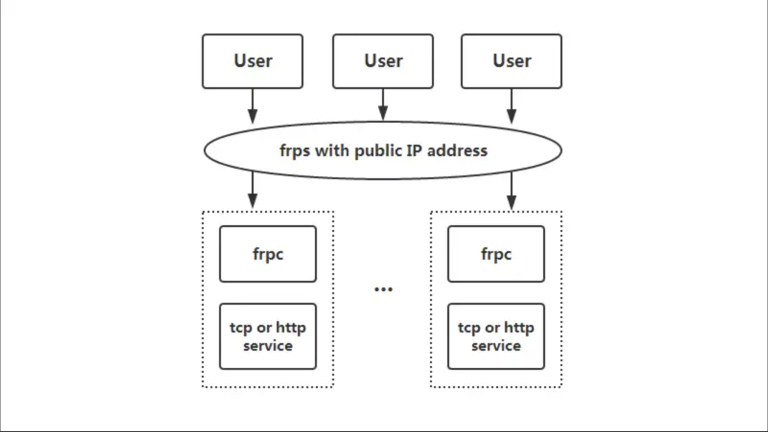 User
User
User
frps with public IP address
frpc
frpc
...
tcp or http
service
tcp or http
service